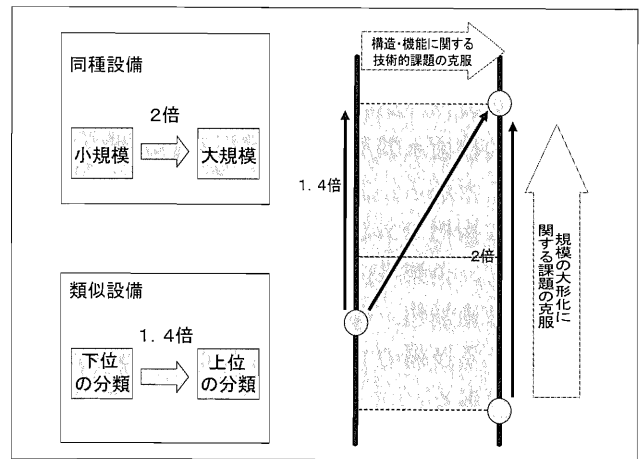 同種設備
2倍
小規模
大規模
類似設備
1.4倍
下位
の分類
上位
の分類
構造・機能に関する
技術的課題の克服
1.4倍
2倍
規模の大形化に
関する課題の克服